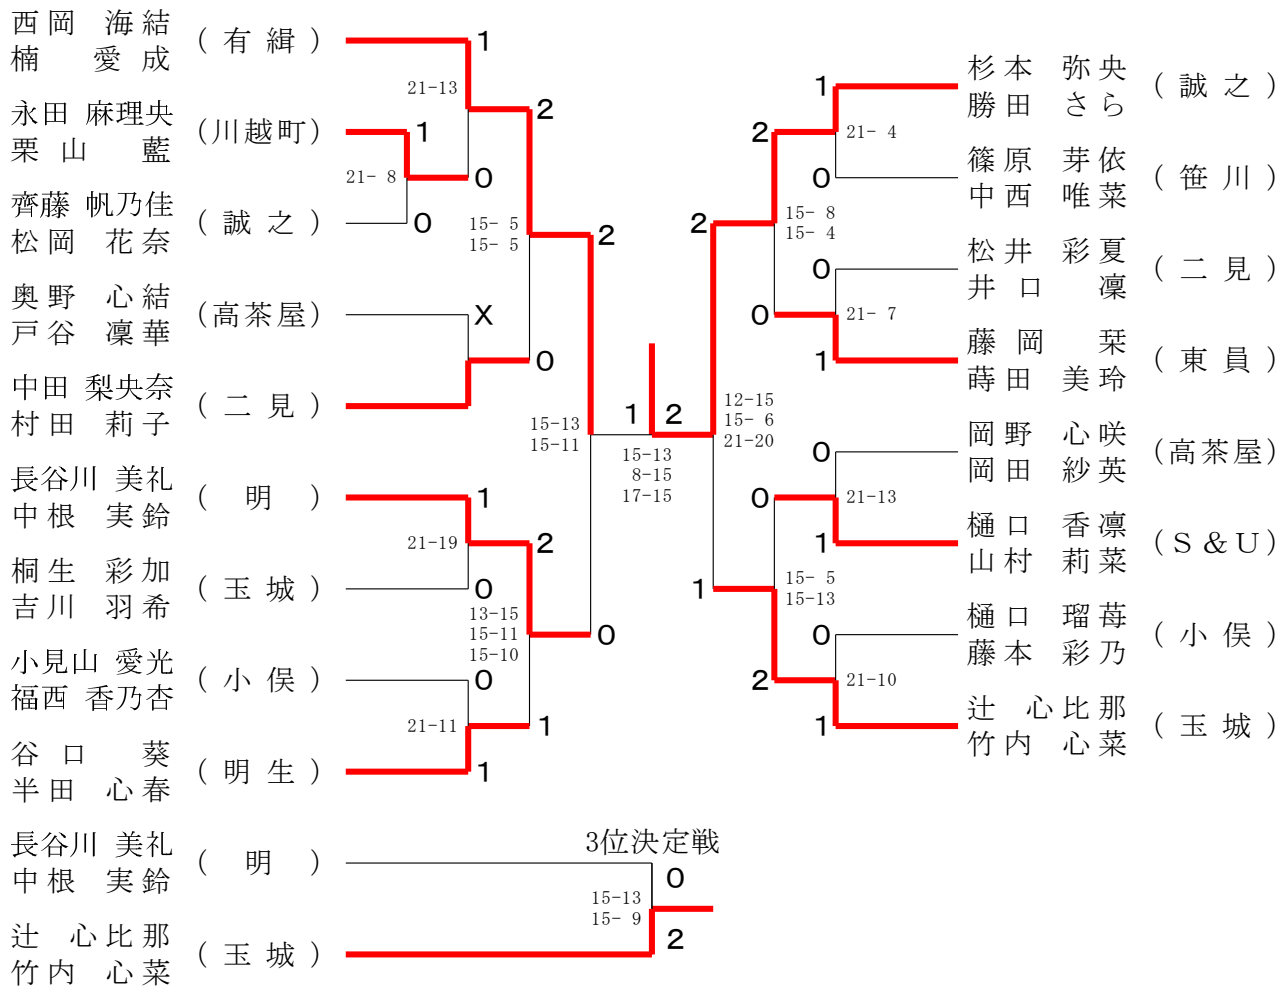 西岡 海結
楠 愛成
(有緝)
1
21-13
2
永田 麻理央
栗山 藍
(川越町)
1
21- 8
0
齊藤 帆乃佳
松岡 花奈
(誠之)
0
15- 5
15- 5
2
奥野 心結
戸谷 凜華
(高茶屋)
X
0
中田 梨央奈
村田 莉子
(二見)
15-13
15-11
長谷川 美礼
中根 実鈴
(明)
1
21-19
2
桐生 彩加
吉川 羽希
(玉城)
0
13-15
15-11
15-10
0
小見山 愛光
福西 香乃杏
(小俣)
0
21-11
1
谷口 葵
半田 心春
(明生)
1
1
2
15-13
8-15
17-15
杉本 弥央
勝田 さら
(誠之)
1
21- 4
2
篠原 芽依
中西 唯菜
(笹川)
0
15- 8
15- 4
2
松井 彩夏
井口 凜
(二見)
0
21- 7
0
藤岡 栞
蒔田 美玲
(東員)
1
12-15
15- 6
21-20
岡野 心咲
岡田 紗英
(高茶屋)
0
21-13
0
樋口 香凛
山村 莉菜
(S&U)
1
15- 5
15-13
1
樋口 瑠苺
藤本 彩乃
(小俣)
0
21-10
2
辻 心比那
竹内 心菜
(玉城)
1
3位決定戦
長谷川 美礼
中根 実鈴
(明)
0
15-13
15- 9
辻 心比那
竹内 心菜
(玉城)
2